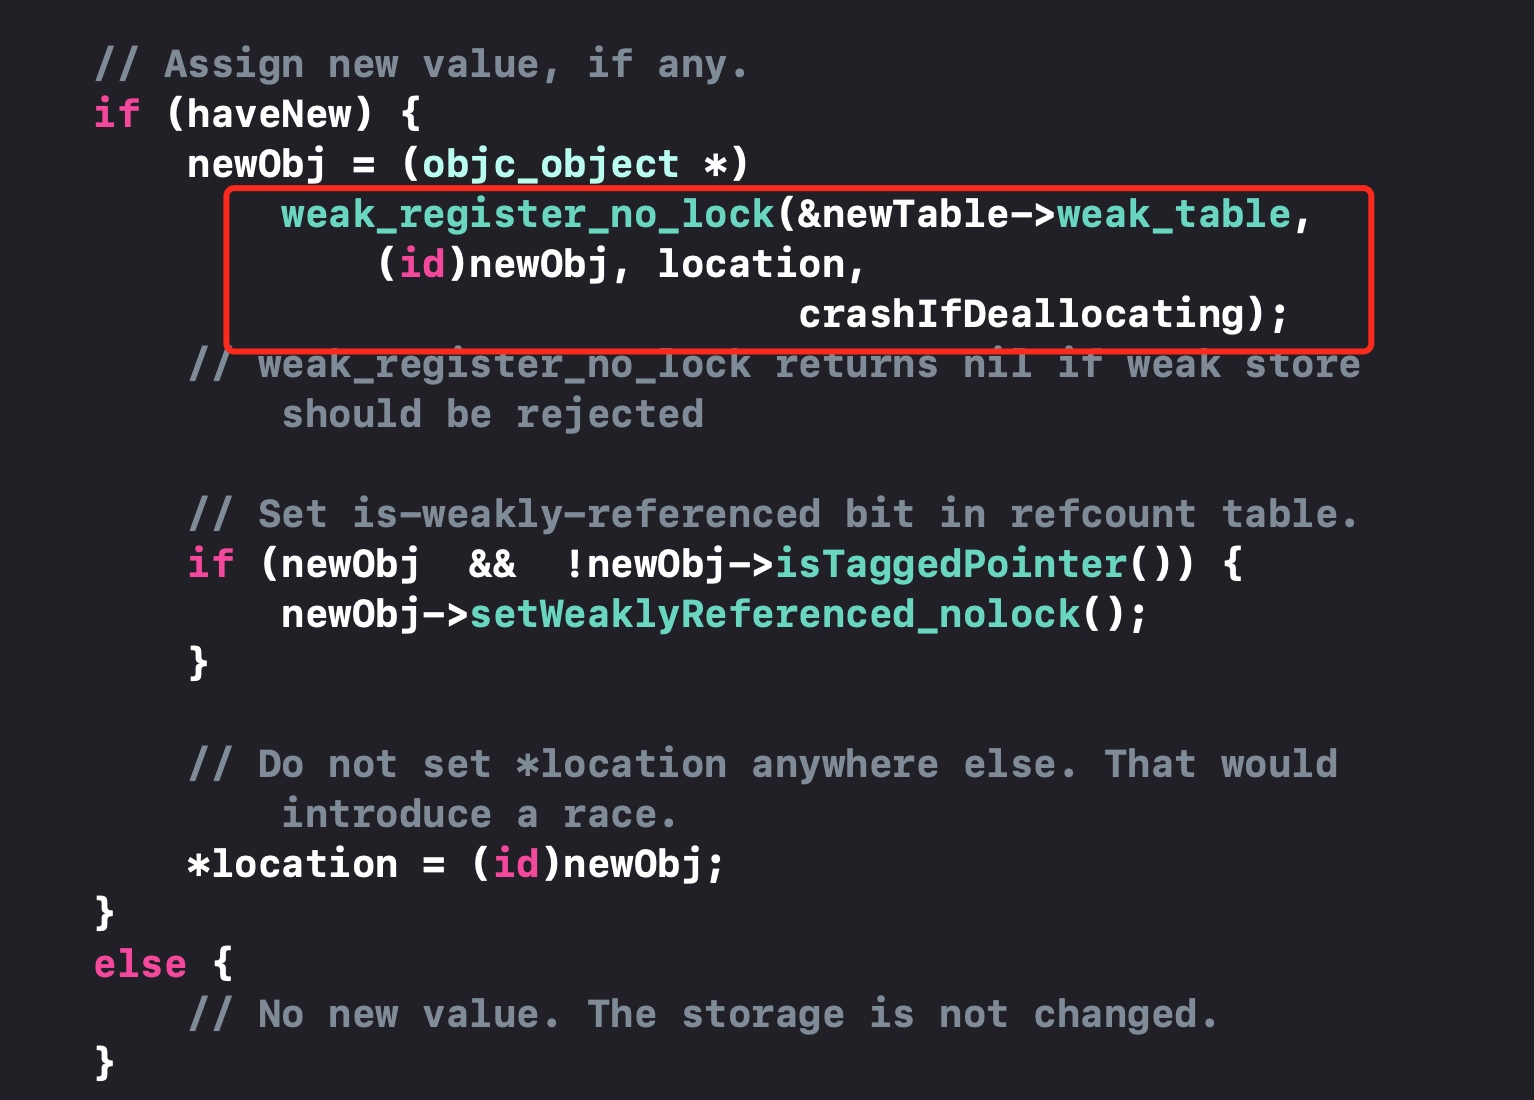 // Assign new value, if any.
if (haveNew) {
newObj = (objc_object *)
weak_register_no_lock(&newTable->weak_table,
(id)newObj, location,
crashIfDeallocating);
// weak_register_no_lock returns nil if weak store
should be rejected
// Set is-weakly-referenced bit in refcount table.
if (newObj  &&  !newObj->isTaggedPointer()) {
newObj->setWeaklyReferenced_nolock();
}
// Do not set *location anywhere else. That would
introduce a race.
*location = (id)newObj;
}
else {
// No new value. The storage is not changed.
}